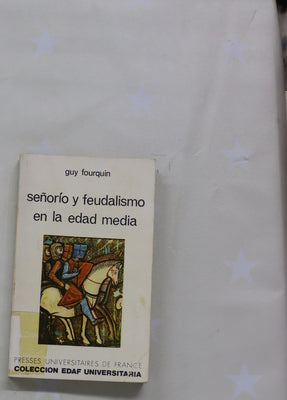 guy fourquin
señorío y feudalismo
en la edad media
PRESSES UNIVERSITAIRES DE FRANCE
COLECCION EDAF UNIVERSITARIA